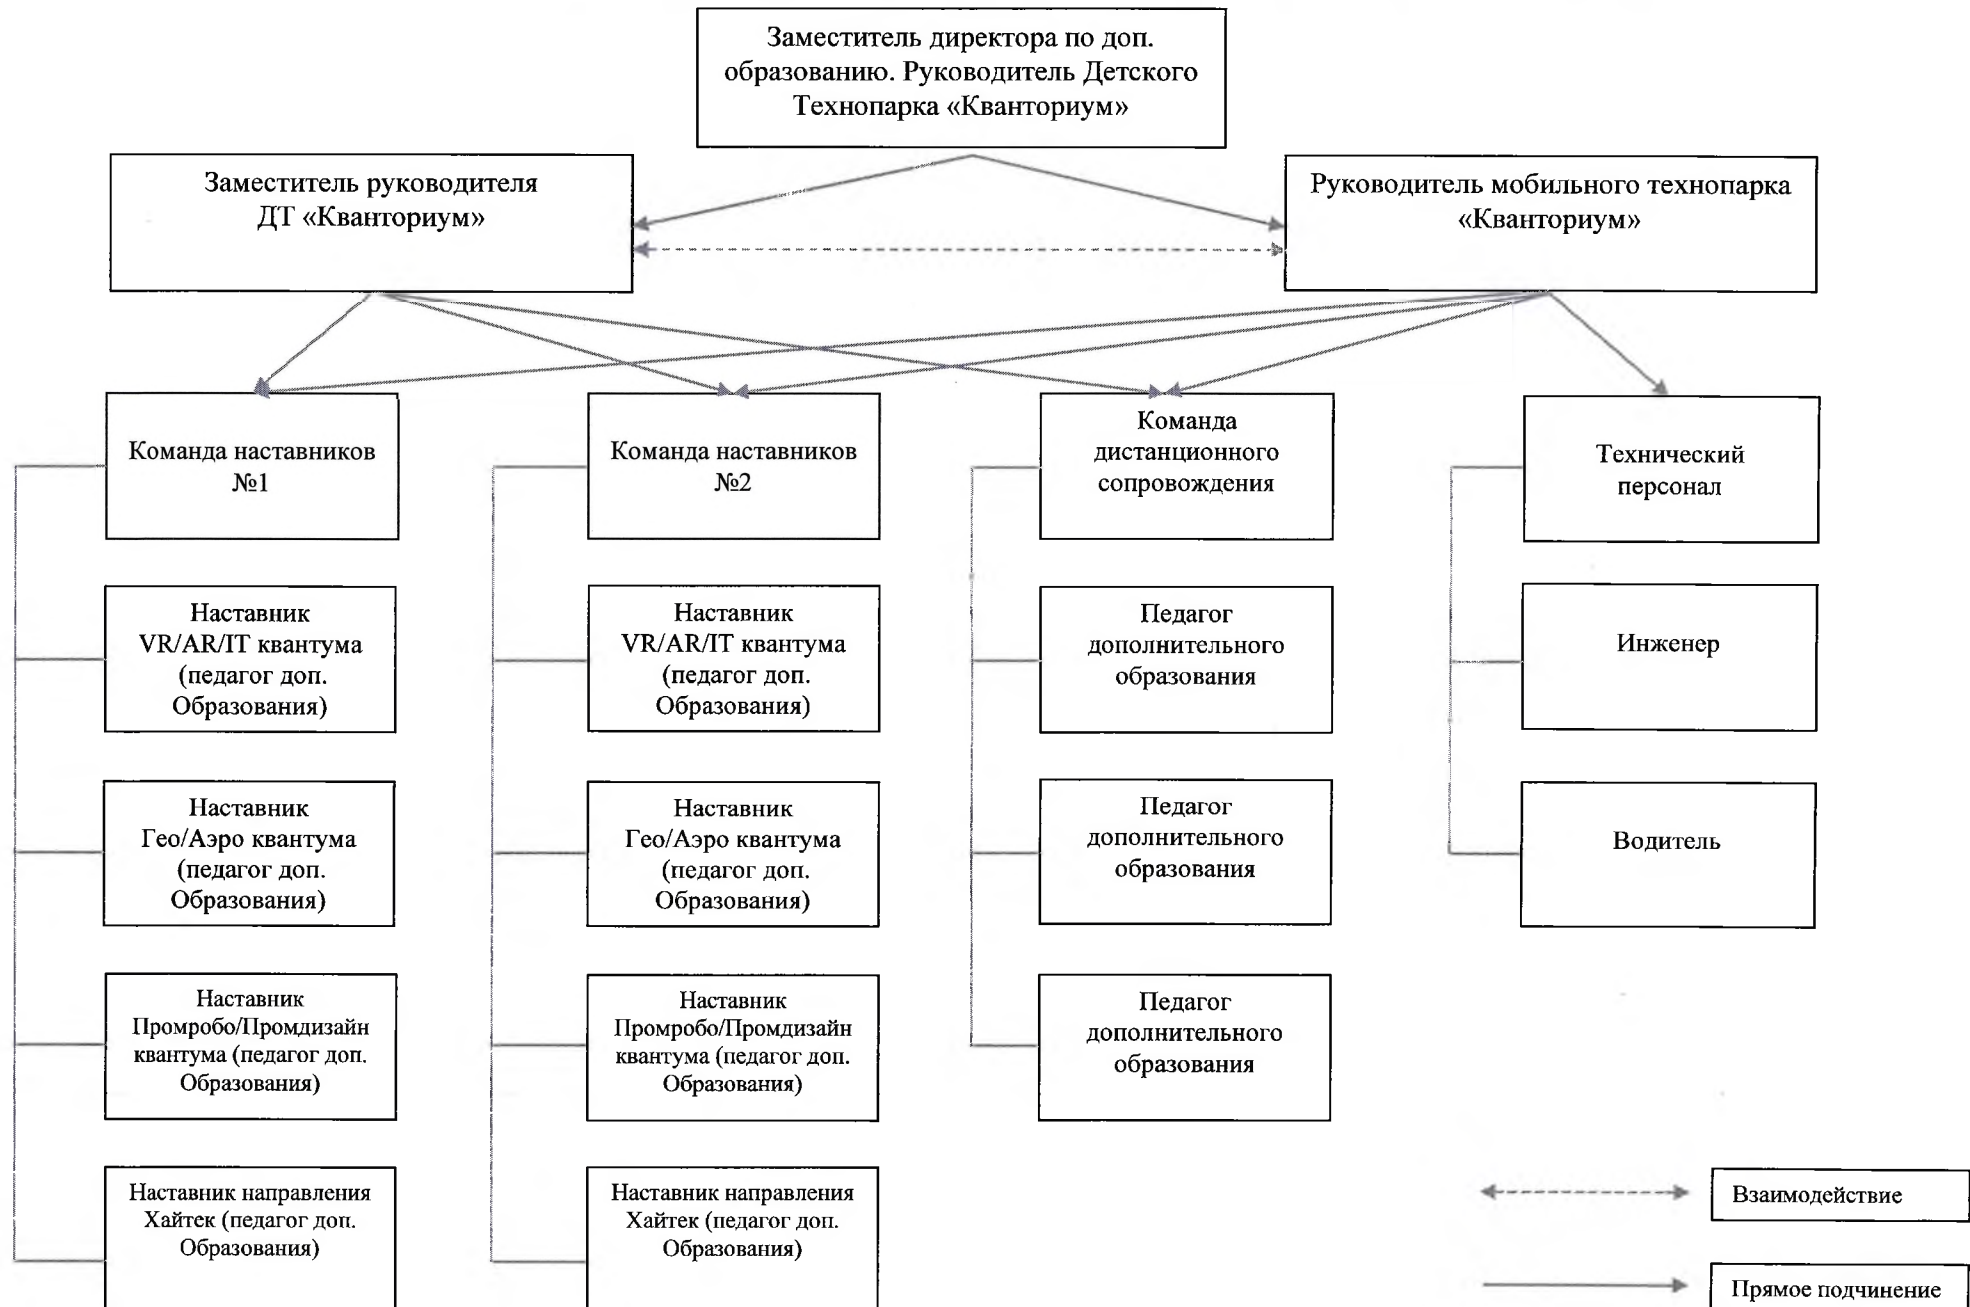 Заместитель директора по доп.
образованию. Руководитель Детского
Технопарка «Кванториум»
Заместитель руководителя
ДТ «Кванториум»
Руководитель мобильного технопарка
«Кванториум»
Команда наставников
№1
Команда наставников
№2
Команда
дистанционного
сопровождения
Технический
персонал
Наставник
VR/AR/IT квантума
(педагог доп.
Образования)
Наставник
VR/AR/IT квантума
(педагог доп.
Образования)
Педагог
дополнительного
образования
Инженер
Наставник
Гео/Аэро квантума
(педагог доп.
Образования)
Наставник
Гео/Аэро квантума
(педагог доп.
Образования)
Педагог
дополнительного
образования
Водитель
Наставник
Промробо/Промдизайн
квантума (педагог доп.
Образования)
Наставник
Промробо/Промдизайн
квантума (педагог доп.
Образования)
Педагог
дополнительного
образования
Наставник направления
Хайтек (педагог доп.
Образования)
Наставник направления
Хайтек (педагог доп.
Образования)
Взаимодействие
Прямое подчинение